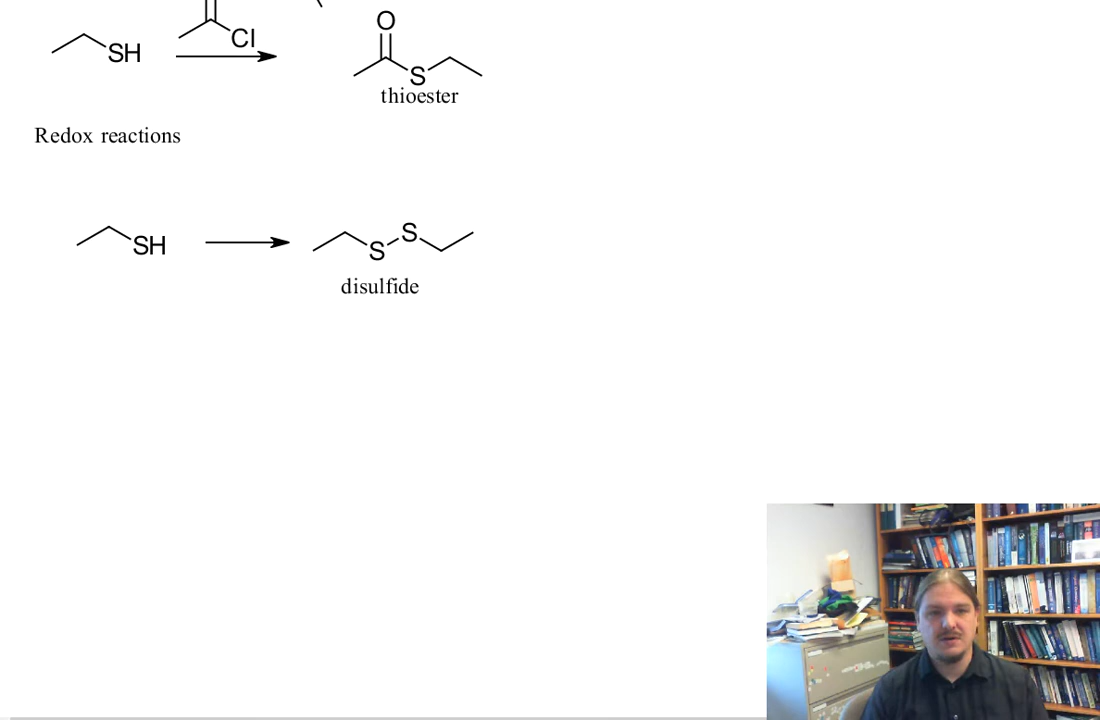 O
Cl
SH
S
thioester
Redox reactions
SH
S
S
disulfide